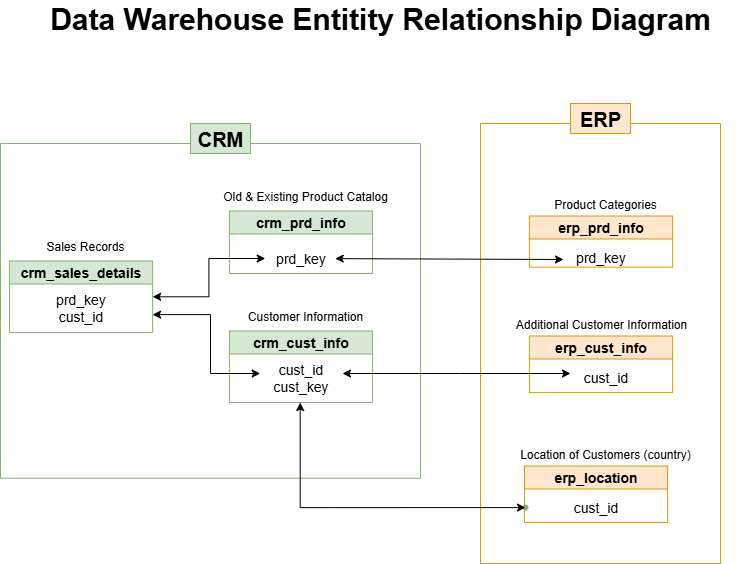 Data Warehouse Entitity Relationship Diagram
CRM
Old & Existing Product Catalog
crm_prd_info
prd_key
Sales Records
crm_sales_details
prd_key
cust_id
Customer Information
crm_cust_info
cust_id
cust_key
ERP
Product Categories
erp_prd_info
prd_key
Additional Customer Information
erp_cust_info
cust_id
Location of Customers (country)
erp_location
cust_id